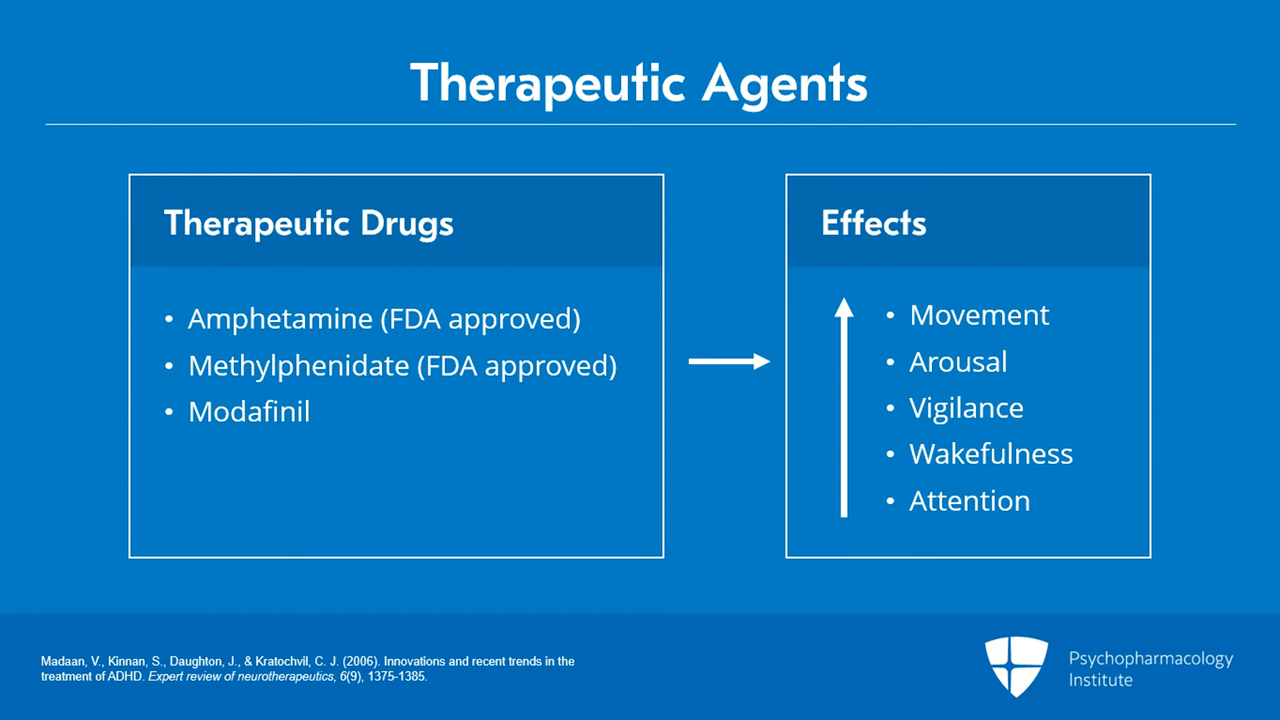 Therapeutic Agents
Therapeutic Drugs
• Amphetamine (FDA approved)
• Methylphenidate (FDA approved)
• Modafinil
Effects
• Movement
• Arousal
• Vigilance
• Wakefulness
• Attention
Madaan, V., Kinnan, S., Daughton, J., & Kratochvil, C. J. (2006). Innovations and recent trends in the
treatment of ADHD. Expert review of neurotherapeutics, 6(9), 1375-1385.
Psychopharmacology
Institute